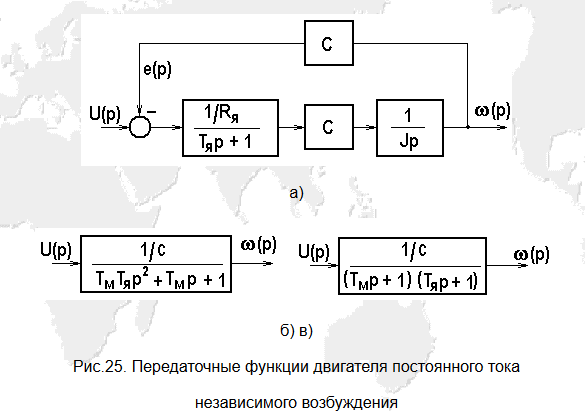 C
e(p)
U(p) − 1/Rя / Tяp + 1 C 1 / Jp ω(p)
а)
U(p) 1/c / TмTяp² + Tмp + 1 ω(p) U(p) 1/c / (Tмp + 1) (Tяp + 1) ω(p)
б) в)
Рис.25. Передаточные функции двигателя постоянного тока
независимого возбуждения